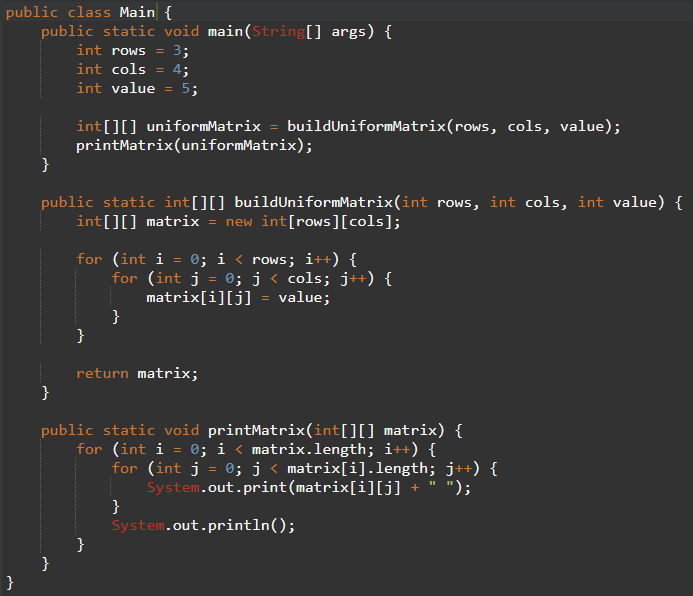 public class Main {
    public static void main(String[] args) {
        int rows = 3;
        int cols = 4;
        int value = 5;

        int[][] uniformMatrix = buildUniformMatrix(rows, cols, value);
        printMatrix(uniformMatrix);
    }

    public static int[][] buildUniformMatrix(int rows, int cols, int value) {
        int[][] matrix = new int[rows][cols];

        for (int i = 0; i < rows; i++) {
            for (int j = 0; j < cols; j++) {
                matrix[i][j] = value;
            }
        }

        return matrix;
    }

    public static void printMatrix(int[][] matrix) {
        for (int i = 0; i < matrix.length; i++) {
            for (int j = 0; j < matrix[i].length; j++) {
                System.out.print(matrix[i][j] + " ");
            }
            System.out.println();
        }
    }
}